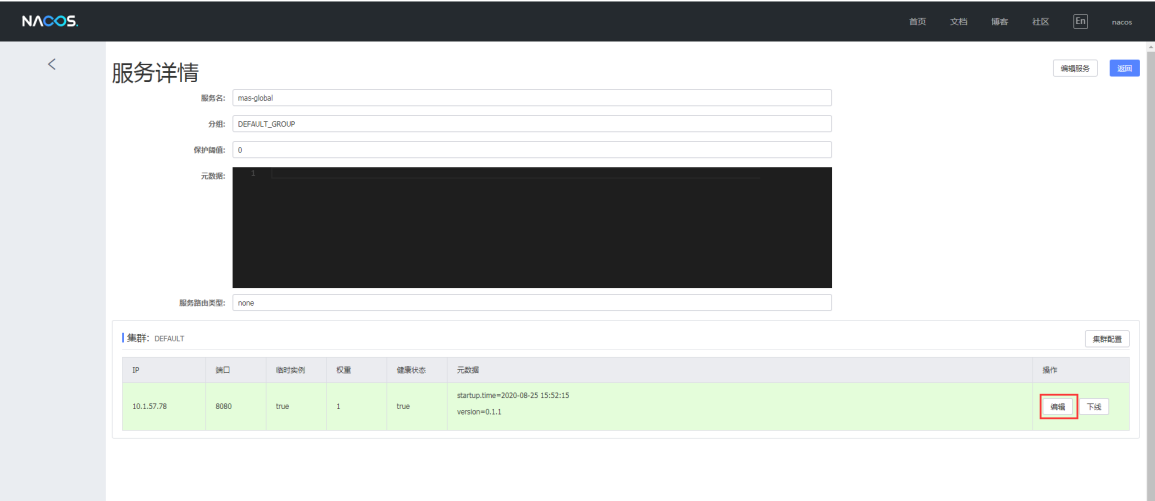 NACOS.
首页 文档 博客 社区 En nacos
服务详情
编辑服务 返回
服务名: mas-global
分组: DEFAULT_GROUP
保护阈值: 0
元数据: 1
服务路由类型: none
集群: DEFAULT 集群配置
IP 端口 临时实例 权重 健康状态 元数据 操作
10.1.57.78 8080 true 1 true startup.time=2020-08-25 15:52:15 编辑 下线
version=0.1.1